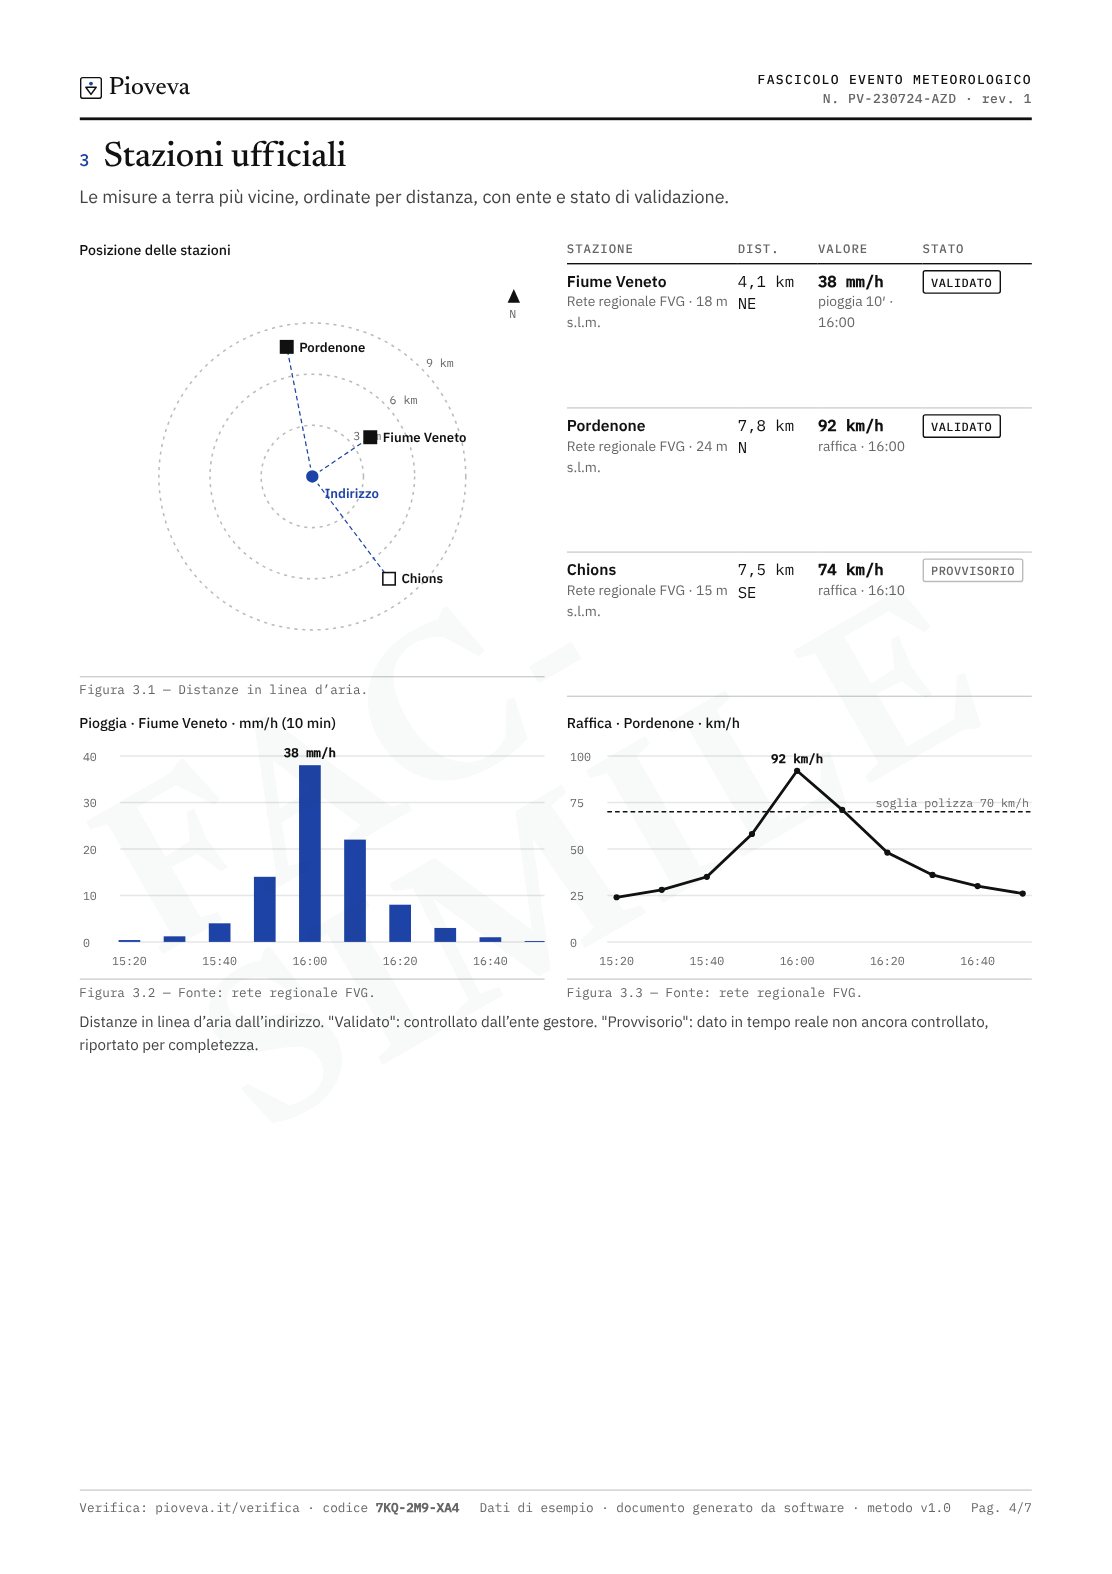 Pioveva
FASCICOLO EVENTO METEOROLOGICO
N. PV-230724-AZD · rev. 1
3 Stazioni ufficiali
Le misure a terra più vicine, ordinate per distanza, con ente e stato di validazione.
Posizione delle stazioni
N
Pordenone
9 km
6 km
3
Fiume Veneto
Indirizzo
Chions
Figura 3.1 — Distanze in linea d’aria.
STAZIONE DIST. VALORE STATO
Fiume Veneto 4,1 km 38 mm/h VALIDATO
Rete regionale FVG · 18 m NE pioggia 10′ ·
s.l.m. 16:00
Pordenone 7,8 km 92 km/h VALIDATO
Rete regionale FVG · 24 m N raffica · 16:00
s.l.m.
Chions 7,5 km 74 km/h PROVVISORIO
Rete regionale FVG · 15 m SE raffica · 16:10
s.l.m.
Pioggia · Fiume Veneto · mm/h (10 min)
38 mm/h
40
30
20
10
0
15:20 15:40 16:00 16:20 16:40
Figura 3.2 — Fonte: rete regionale FVG.
Raffica · Pordenone · km/h
92 km/h
100
75
soglia polizza 70 km/h
50
25
0
15:20 15:40 16:00 16:20 16:40
Figura 3.3 — Fonte: rete regionale FVG.
Distanze in linea d’aria dall’indirizzo. "Validato": controllato dall’ente gestore. "Provvisorio": dato in tempo reale non ancora controllato,
riportato per completezza.
FAC-
SIMILE
Verifica: pioveva.it/verifica · codice 7KQ-2M9-XA4 Dati di esempio · documento generato da software · metodo v1.0 Pag. 4/7